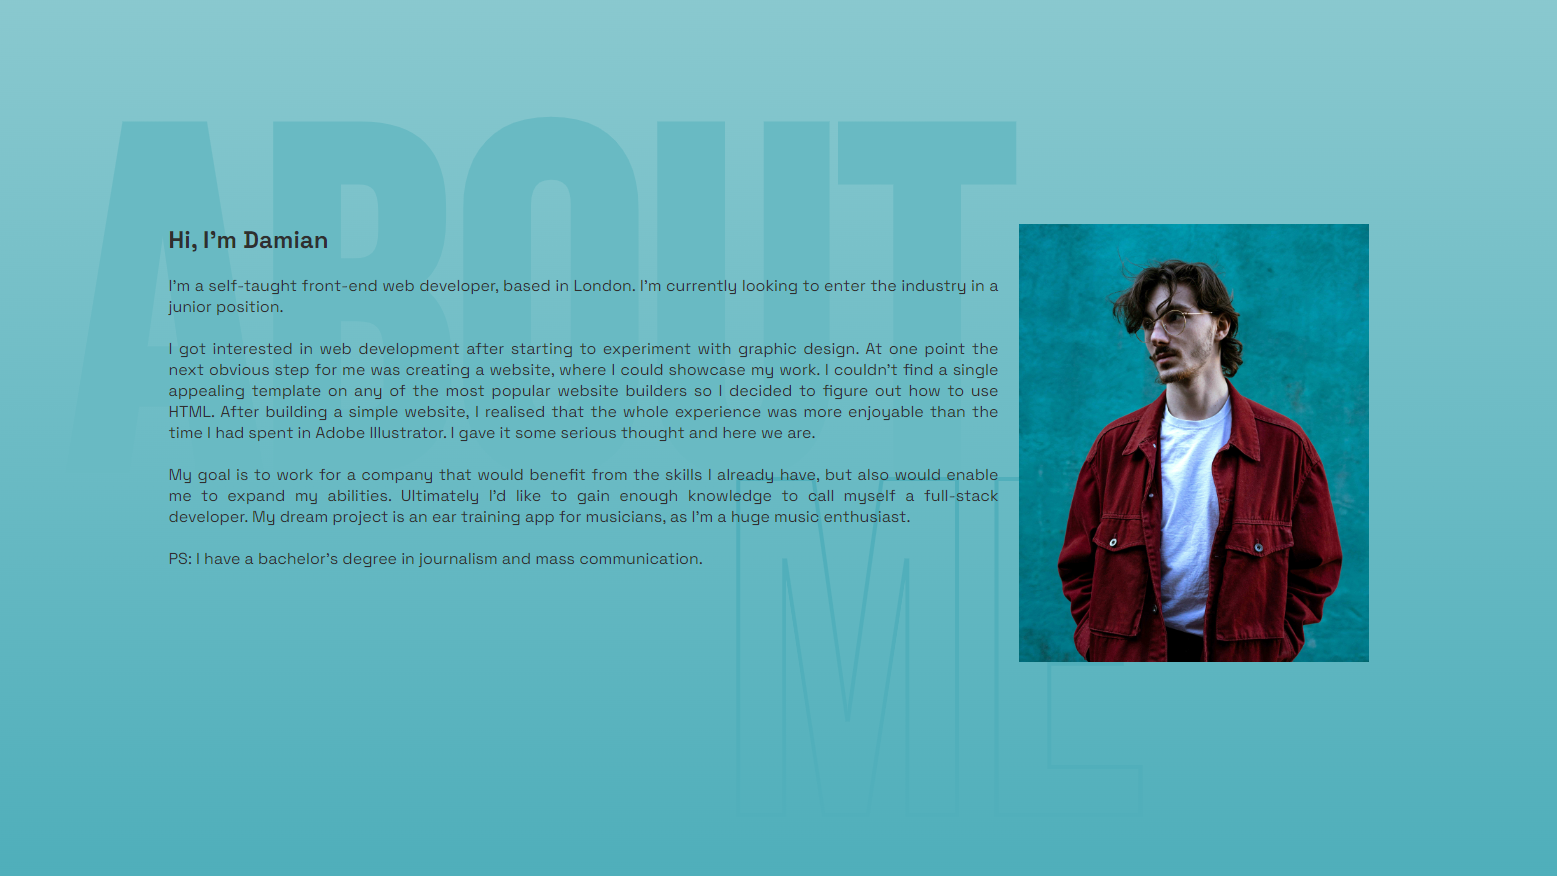 ABOUT
Hi, I’m Damian
I’m a self-taught front-end web developer, based in London. I’m currently looking to enter the industry in a
junior position.
I got interested in web development after starting to experiment with graphic design. At one point the
next obvious step for me was creating a website, where I could showcase my work. I couldn’t find a single
appealing template on any of the most popular website builders so I decided to figure out how to use
HTML. After building a simple website, I realised that the whole experience was more enjoyable than the
time I had spent in Adobe Illustrator. I gave it some serious thought and here we are.
My goal is to work for a company that would benefit from the skills I already have, but also would enable
me to expand my abilities. Ultimately I’d like to gain enough knowledge to call myself a full-stack
developer. My dream project is an ear training app for musicians, as I’m a huge music enthusiast.
PS: I have a bachelor’s degree in journalism and mass communication.
ME